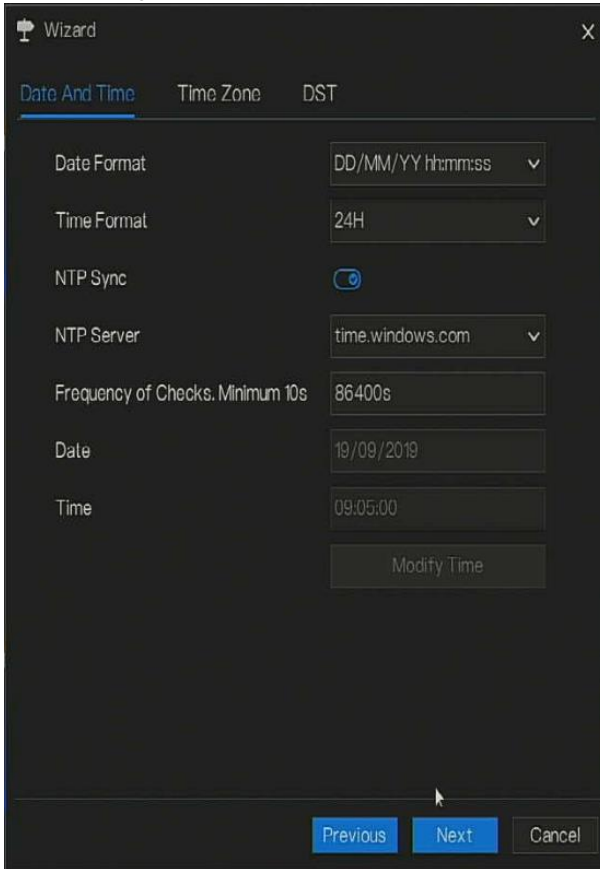 Wizard
X
Date And Time Time Zone DST
Date Format DD/MM/YY hh:mm:ss
Time Format 24H
NTP Sync
NTP Server time.windows.com
Frequency of Checks. Minimum 10s 86400s
Date 19/09/2019
Time 09:05:00
Modify Time
Previous Next Cancel